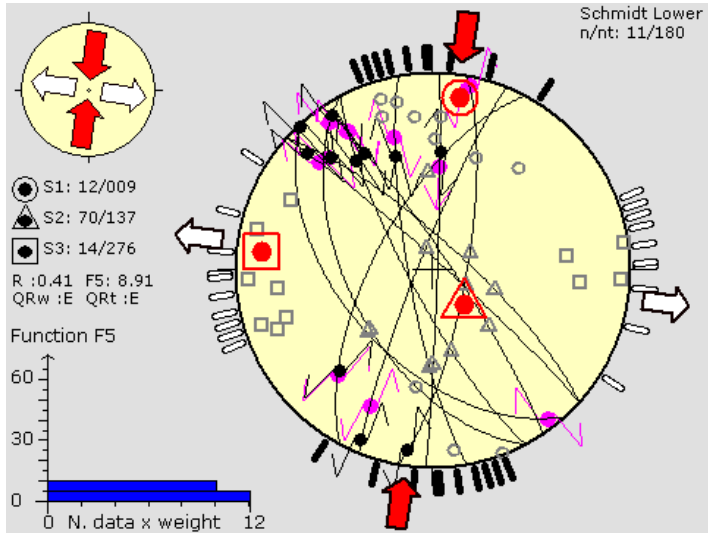 Schmidt Lower
n/nt: 11/180
S1: 12/009
S2: 70/137
S3: 14/276
R :0.41 F5: 8.91
QRw :E QRt :E
Function F5
60
30
0
0 N. data x weight 12